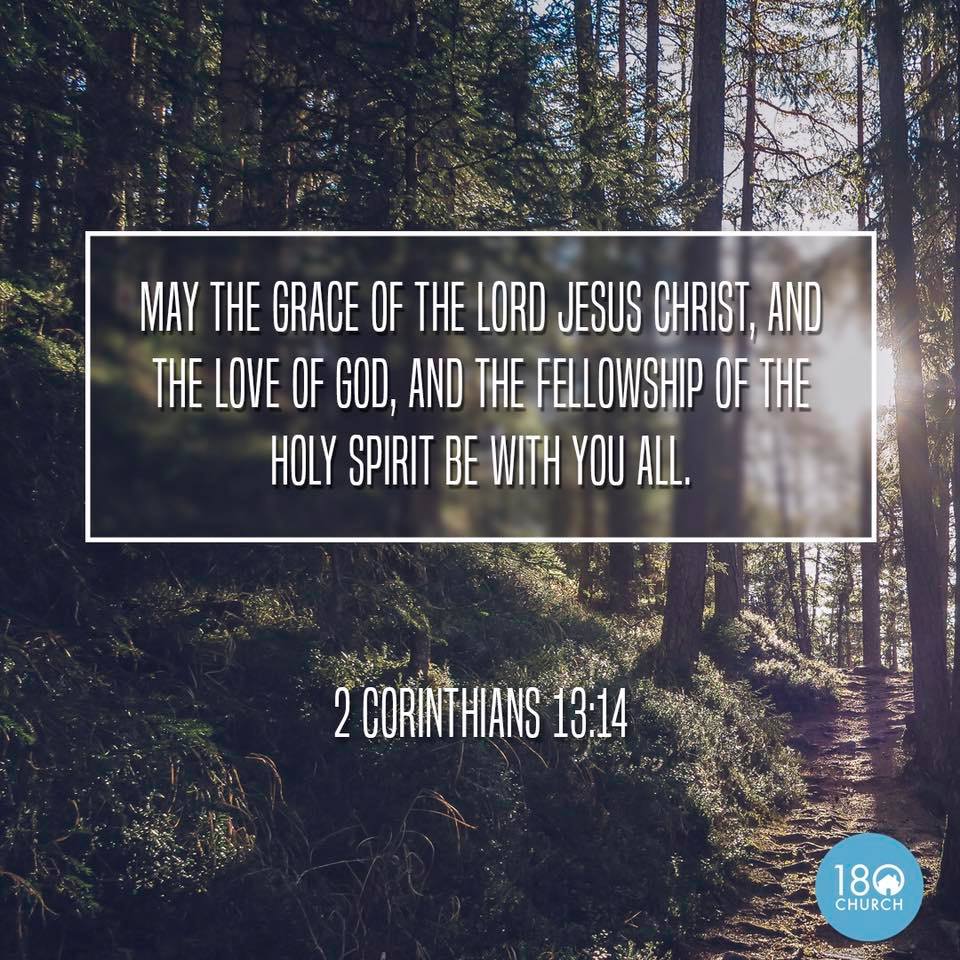 MAY THE GRACE OF THE LORD JESUS CHRIST, AND
THE LOVE OF GOD, AND THE FELLOWSHIP OF THE
HOLY SPIRIT BE WITH YOU ALL.
2 CORINTHIANS 13:14
180
CHURCH